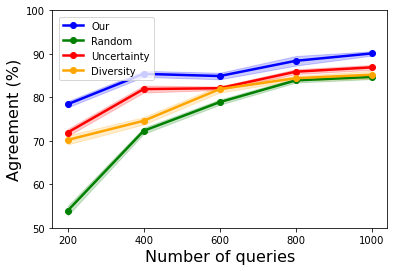 100
90
80
70
60
50
Agreement (%)
Our
Random
Uncertainty
Diversity
200 400 600 800 1000
Number of queries